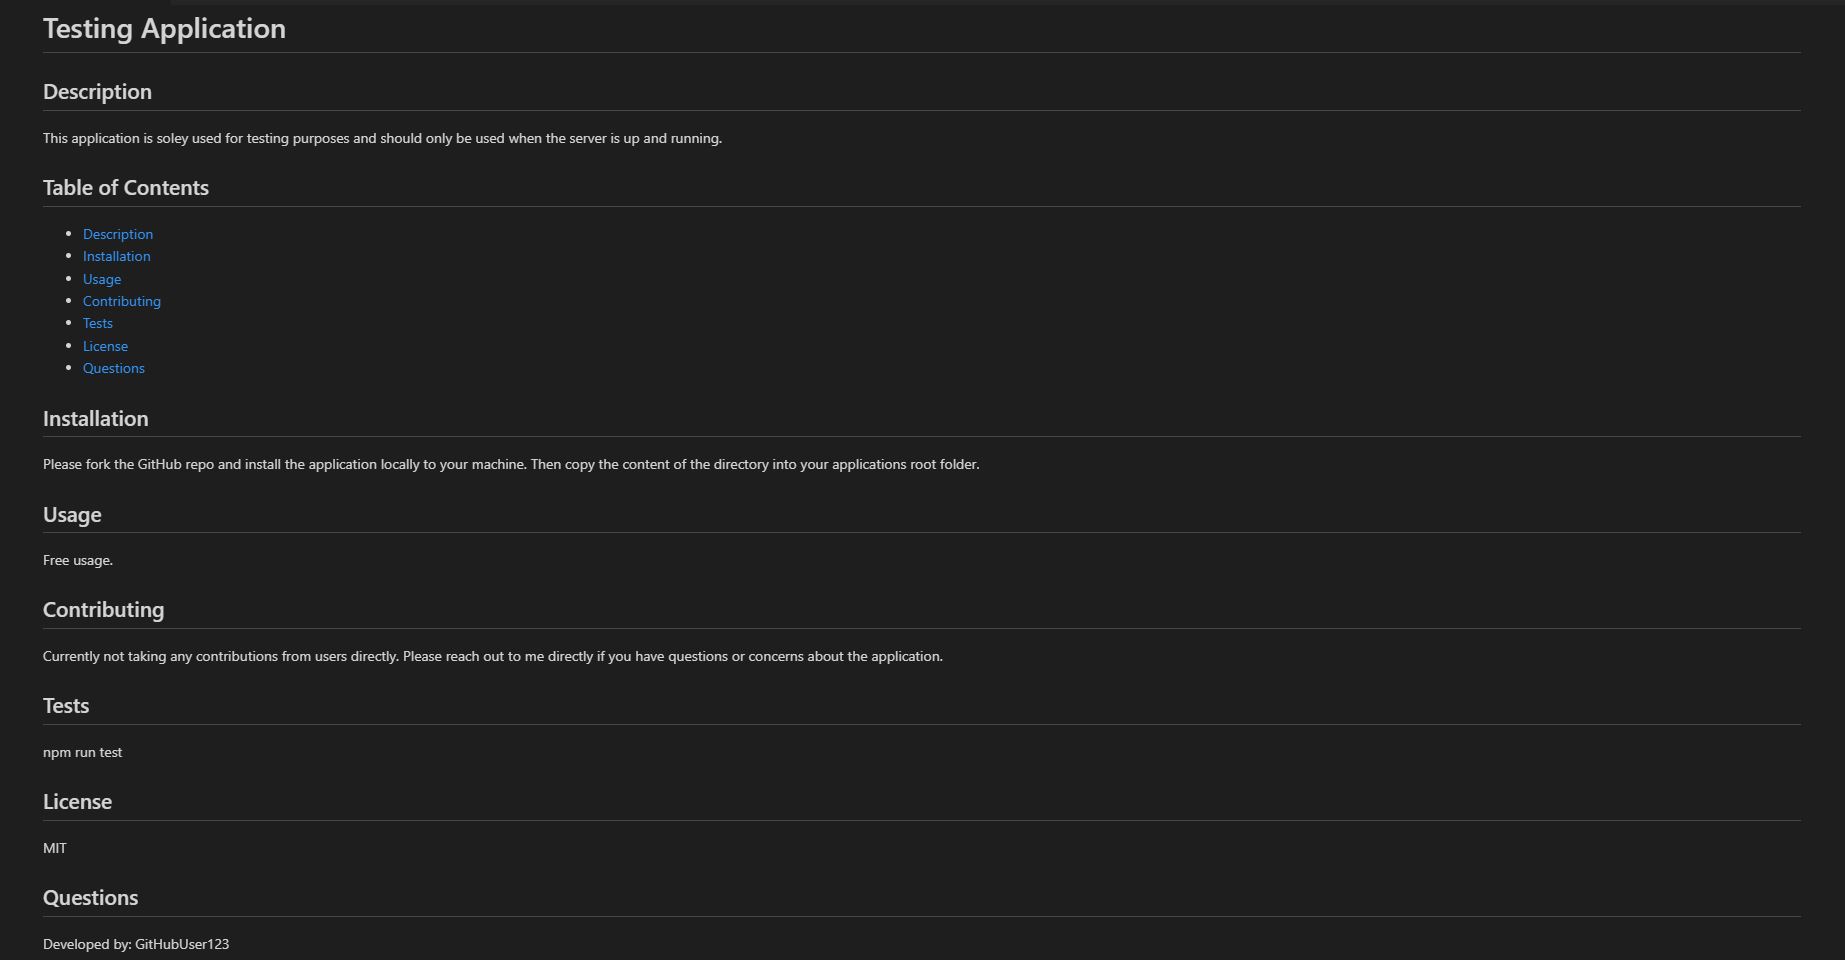 Testing Application
Description
This application is soley used for testing purposes and should only be used when the server is up and running.
Table of Contents
Description
Installation
Usage
Contributing
Tests
License
Questions
Installation
Please fork the GitHub repo and install the application locally to your machine. Then copy the content of the directory into your applications root folder.
Usage
Free usage.
Contributing
Currently not taking any contributions from users directly. Please reach out to me directly if you have questions or concerns about the application.
Tests
npm run test
License
MIT
Questions
Developed by: GitHubUser123